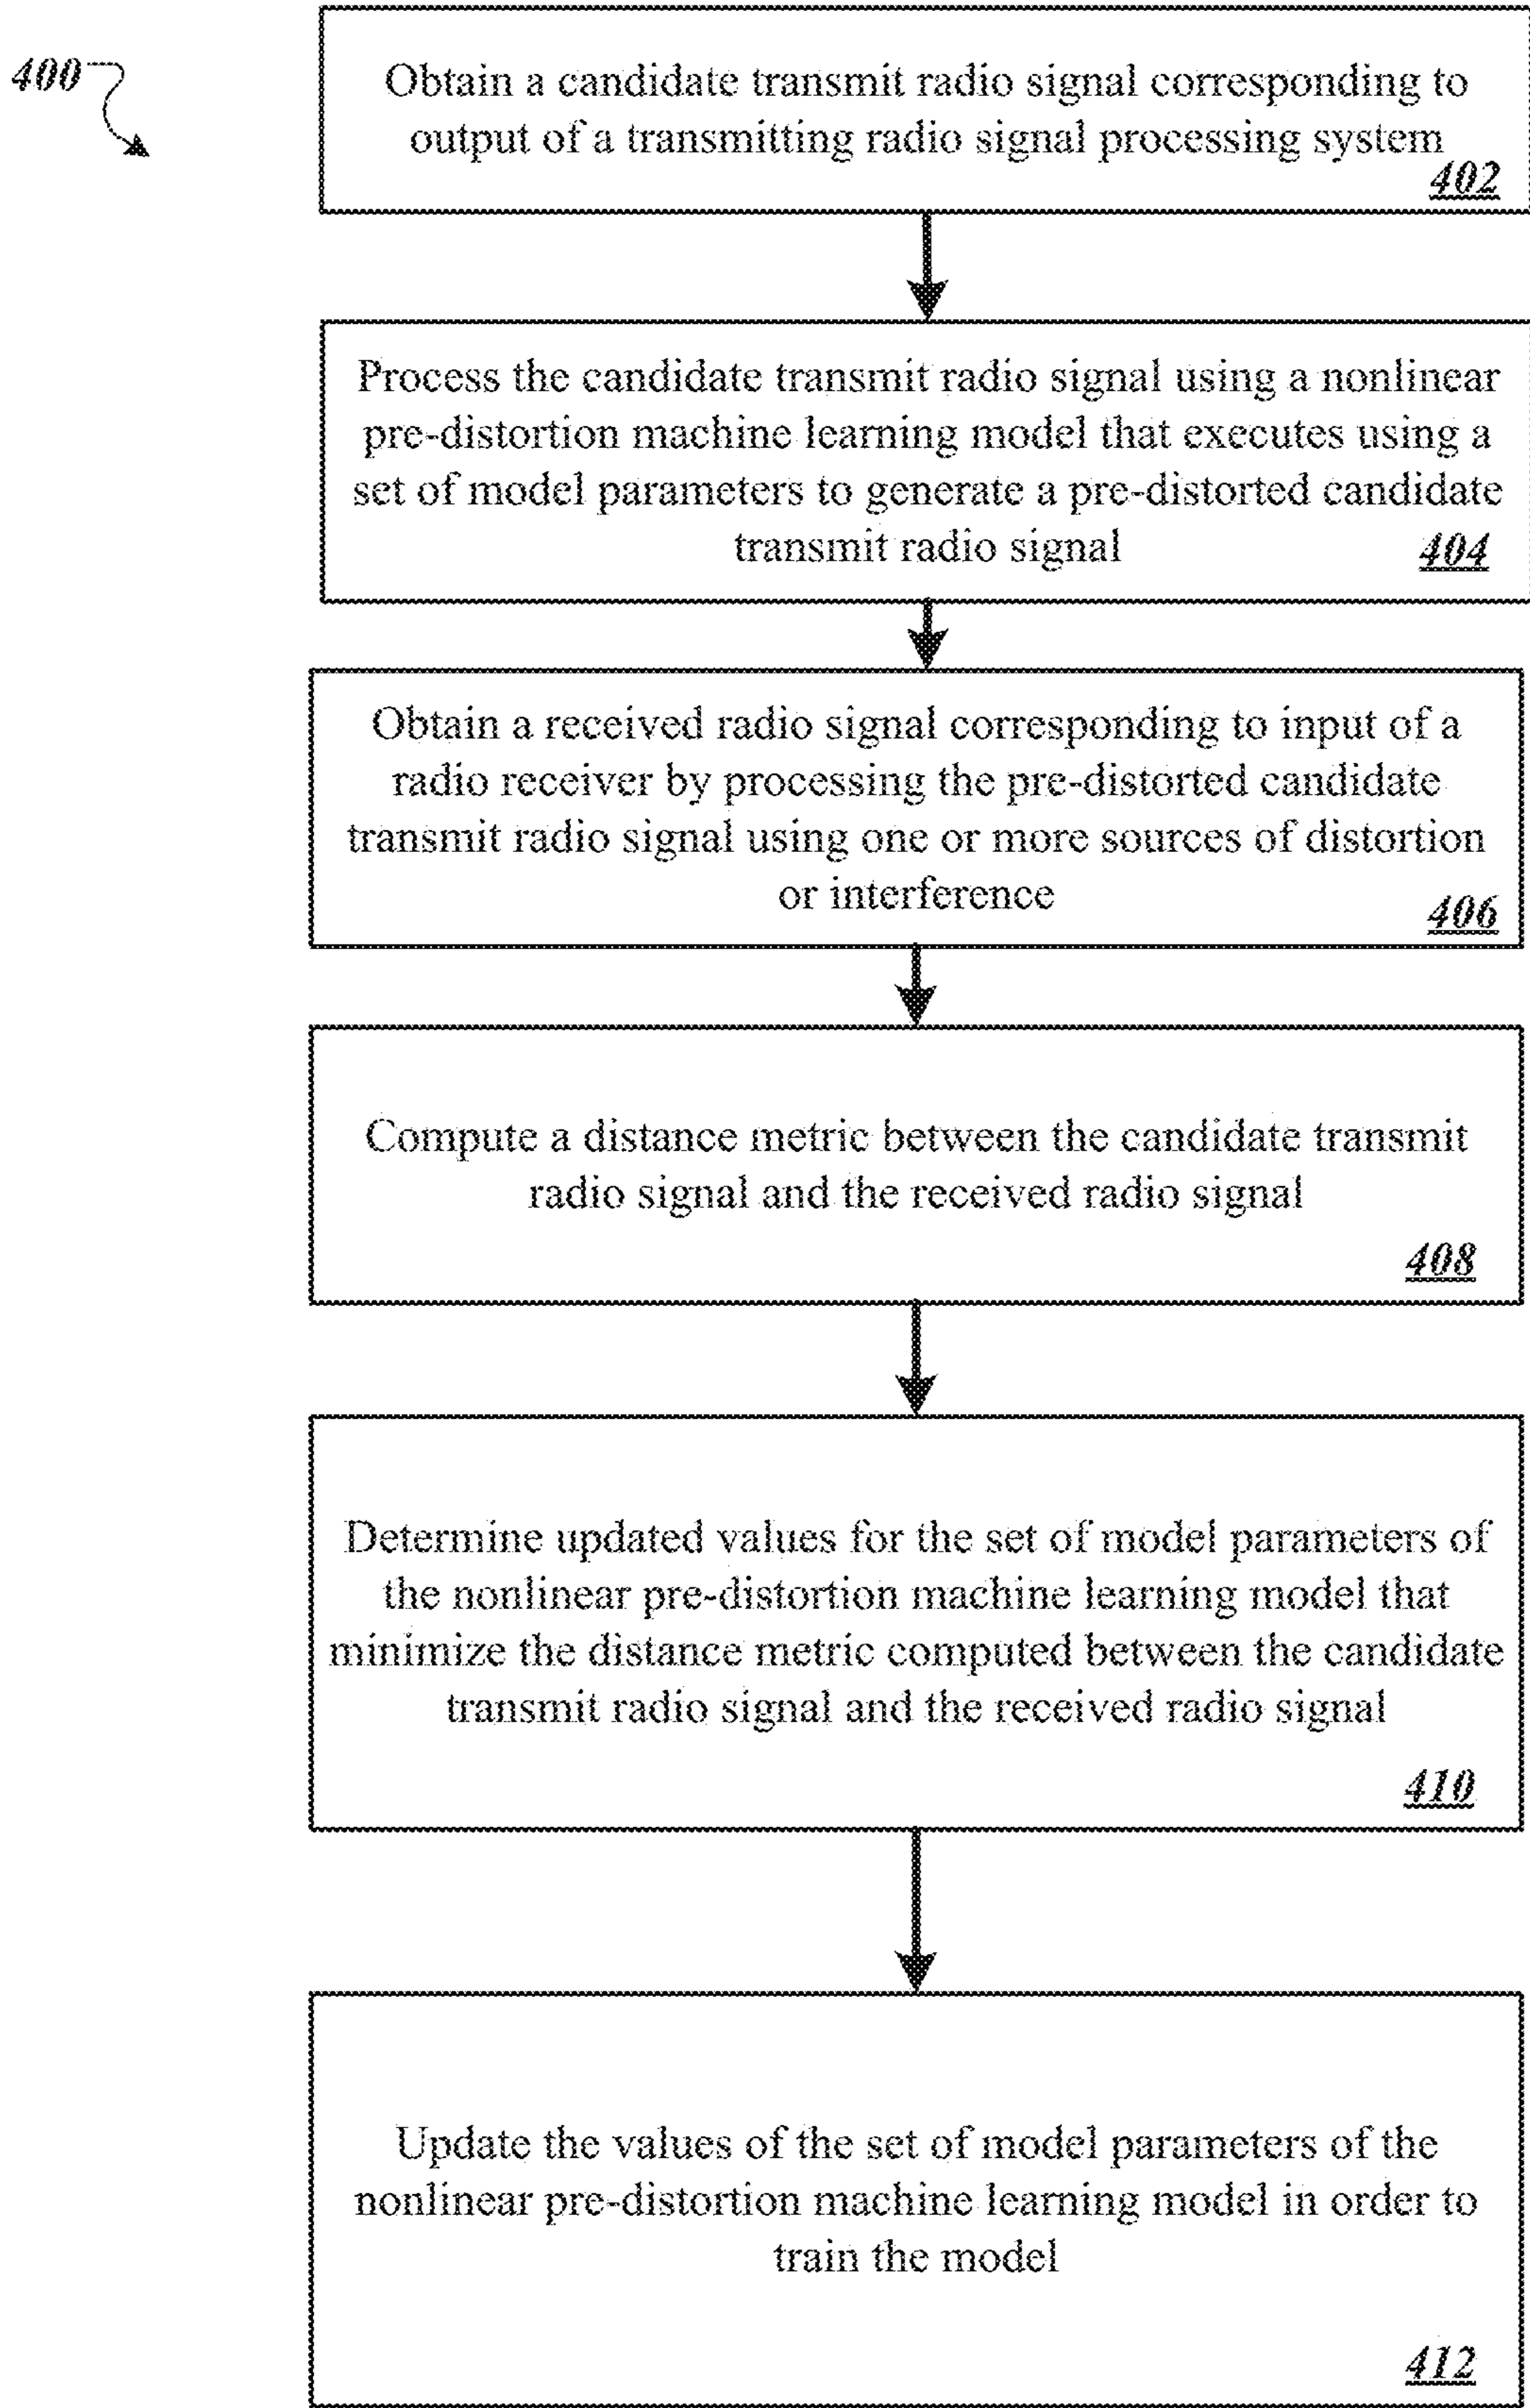 400
Obtain a candidate transmit radio signal corresponding to
output of a transmitting radio signal processing system
402
Process the candidate transmit radio signal using a nonlinear
pre-distortion machine learning model that executes using a
set of model parameters to generate a pre-distorted candidate
transmit radio signal
404
Obtain a received radio signal corresponding to input of a
radio receiver by processing the pre-distorted candidate
transmit radio signal using one or more sources of distortion
or interference
406
Compute a distance metric between the candidate transmit
radio signal and the received radio signal
408
Determine updated values for the set of model parameters of
the nonlinear pre-distortion machine learning model that
minimize the distance metric computed between the candidate
transmit radio signal and the received radio signal
410
Update the values of the set of model parameters of the
nonlinear pre-distortion machine learning model in order to
train the model
412